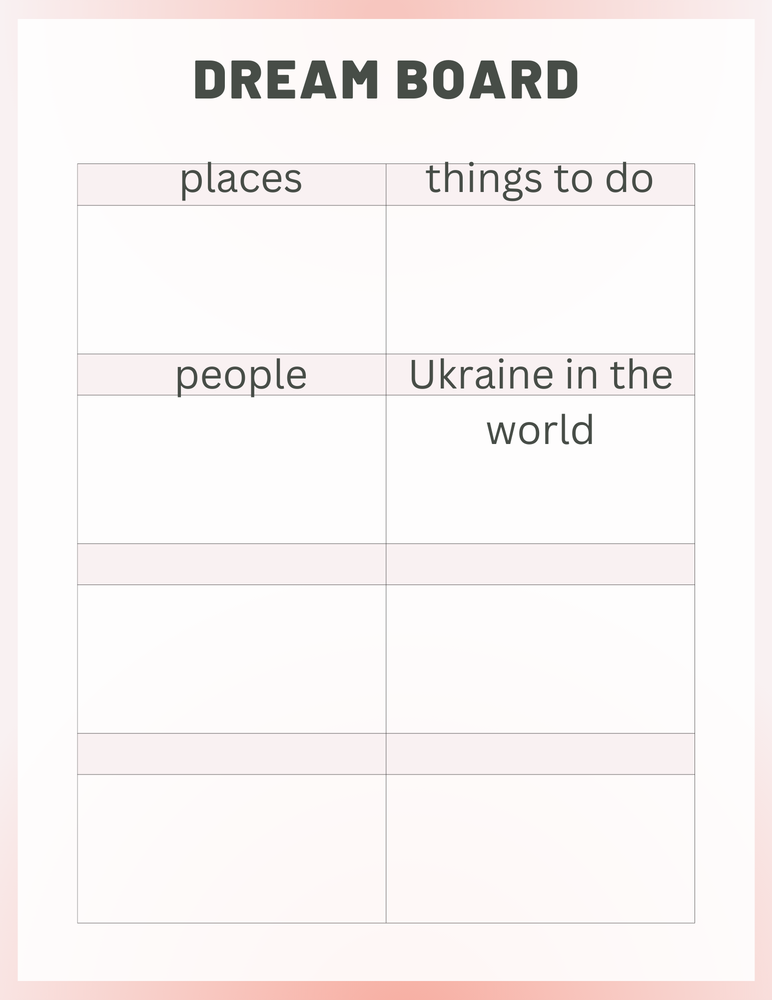 DREAM BOARD
places
things to do
people
Ukraine in the
world